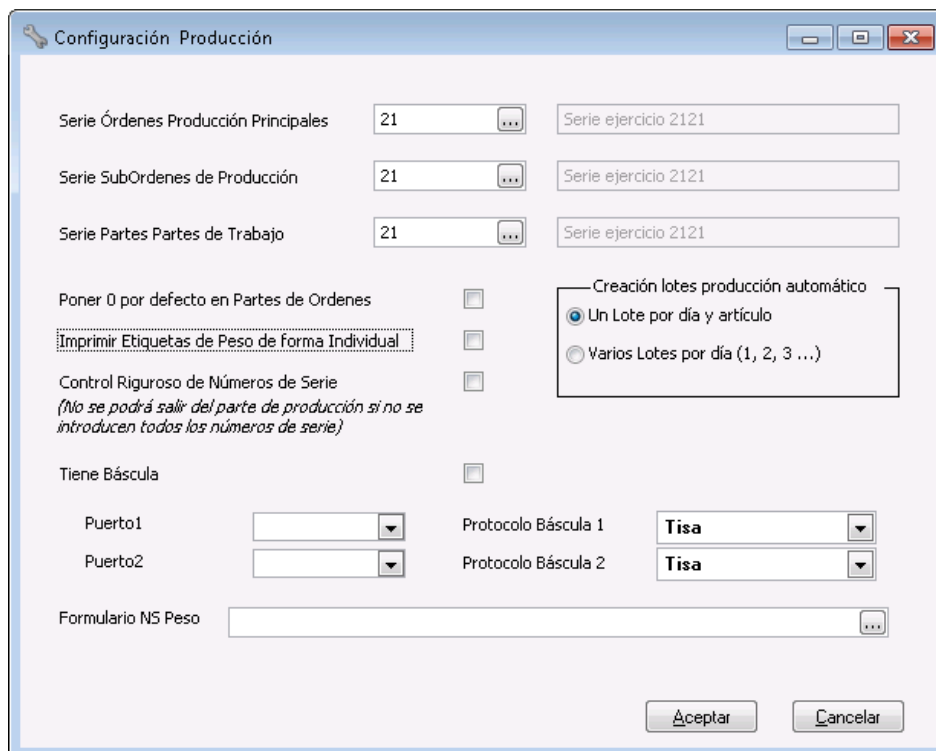 Configuración Producción
Serie Órdenes Producción Principales 21 ... Serie ejercicio 2121
Serie SubOrdenes de Producción 21 ... Serie ejercicio 2121
Serie Partes Partes de Trabajo 21 ... Serie ejercicio 2121
Poner 0 por defecto en Partes de Ordenes
Imprimir Etiquetas de Peso de forma Individual
Control Riguroso de Números de Serie
(No se podrá salir del parte de producción si no se
introducen todos los números de serie)
Creación lotes producción automático
Un Lote por día y artículo
Varios Lotes por día (1, 2, 3 ...)
Tiene Báscula
Puerto1 Protocolo Báscula 1 Tisa
Puerto2 Protocolo Báscula 2 Tisa
Formulario NS Peso ...
Aceptar Cancelar